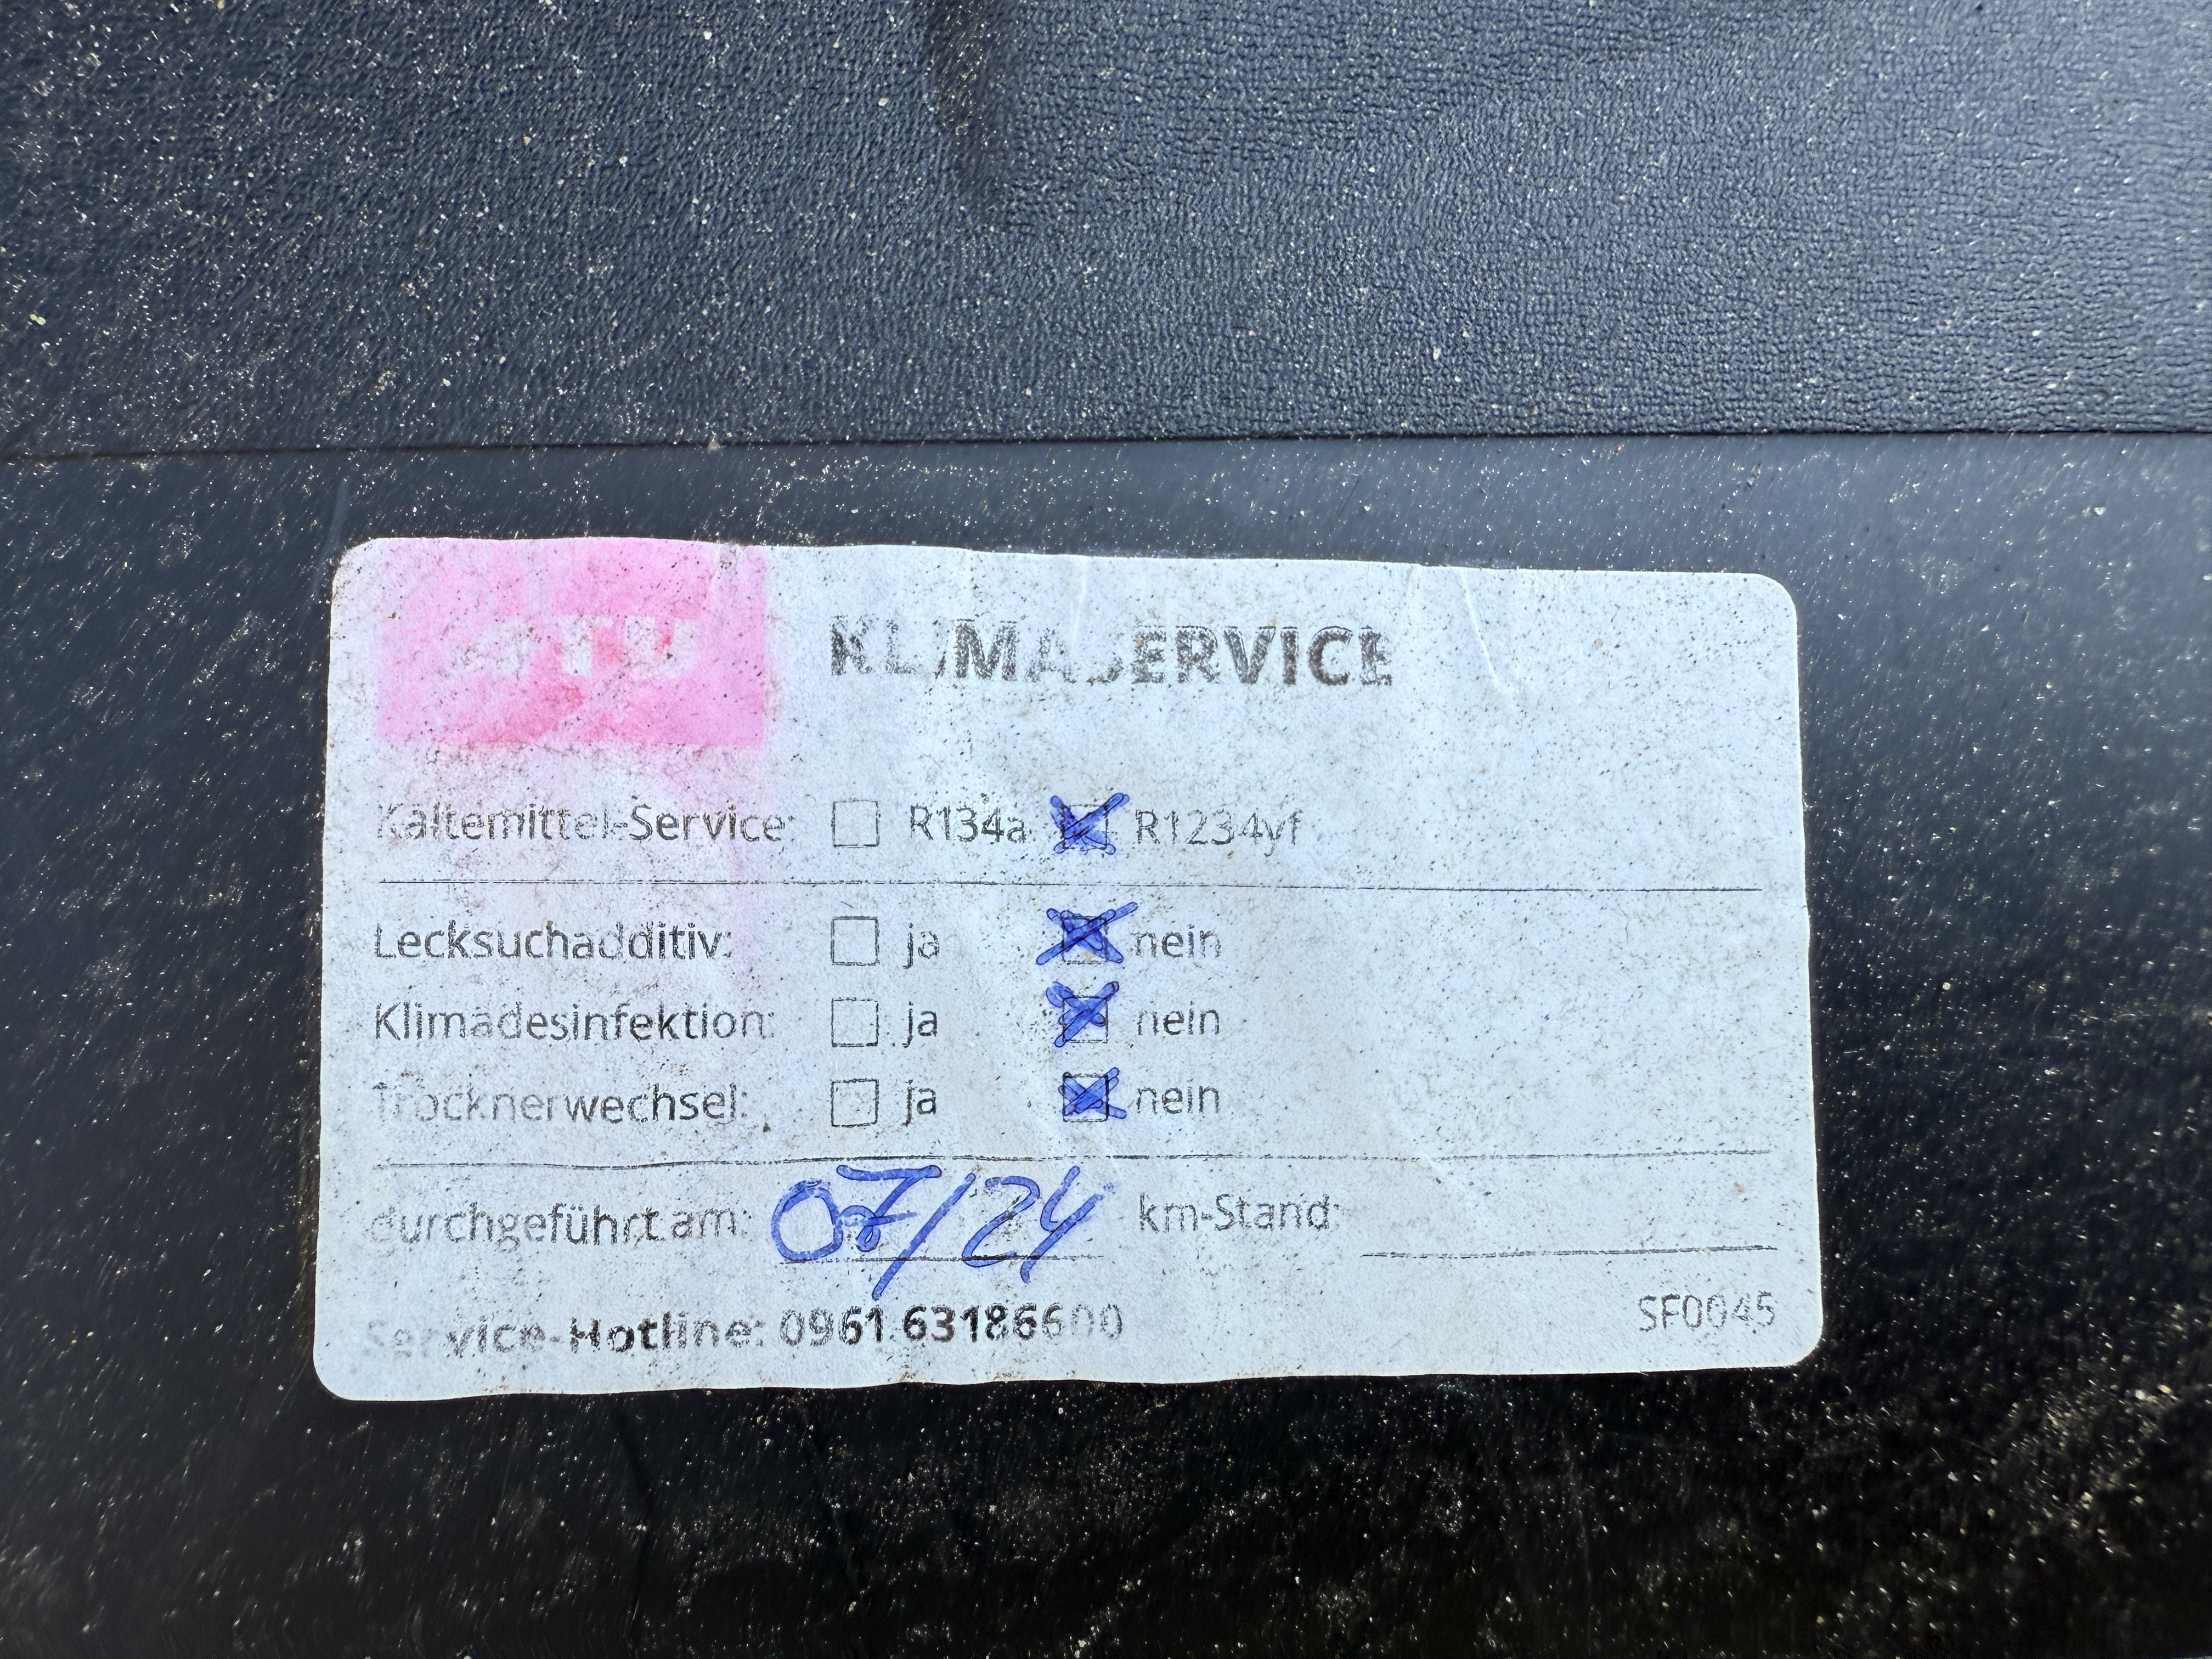 ATU
KLIMASERVICE
Kältemittel-Service: R134a R1234yf
Lecksuchadditiv: ja nein
Klimadesinfektion: ja nein
Trocknerwechsel: ja nein
durchgeführt am: 07/24 km-Stand:
Service-Hotline: 0961 63186600
SF0045